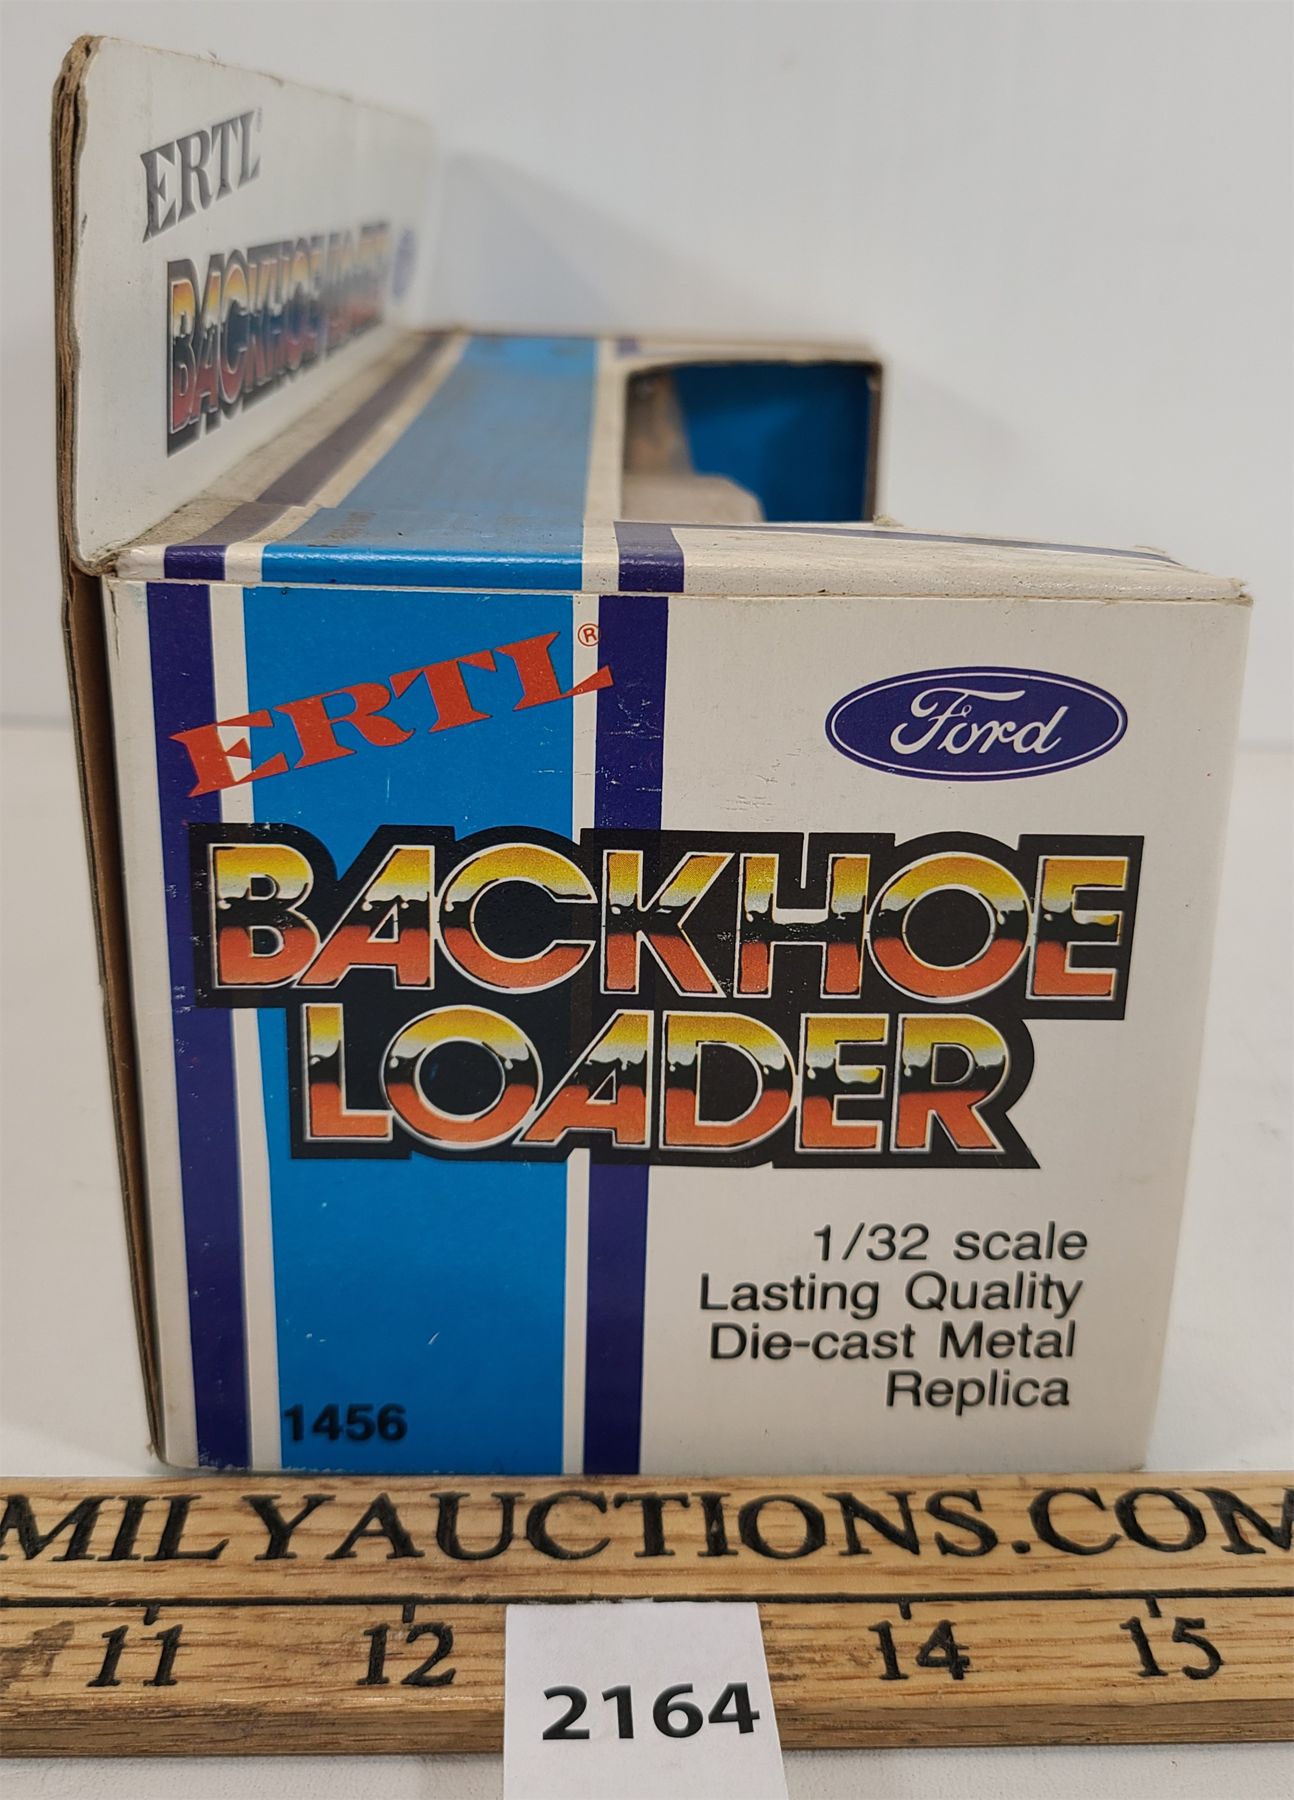 ERTL®
BACKHOE LOADER
ERTL®
Ford
BACKHOE
LOADER
1/32 scale
Lasting Quality
Die-cast Metal
Replica
1456
MILYAUCTIONS.COM
11 12 14 15
2164